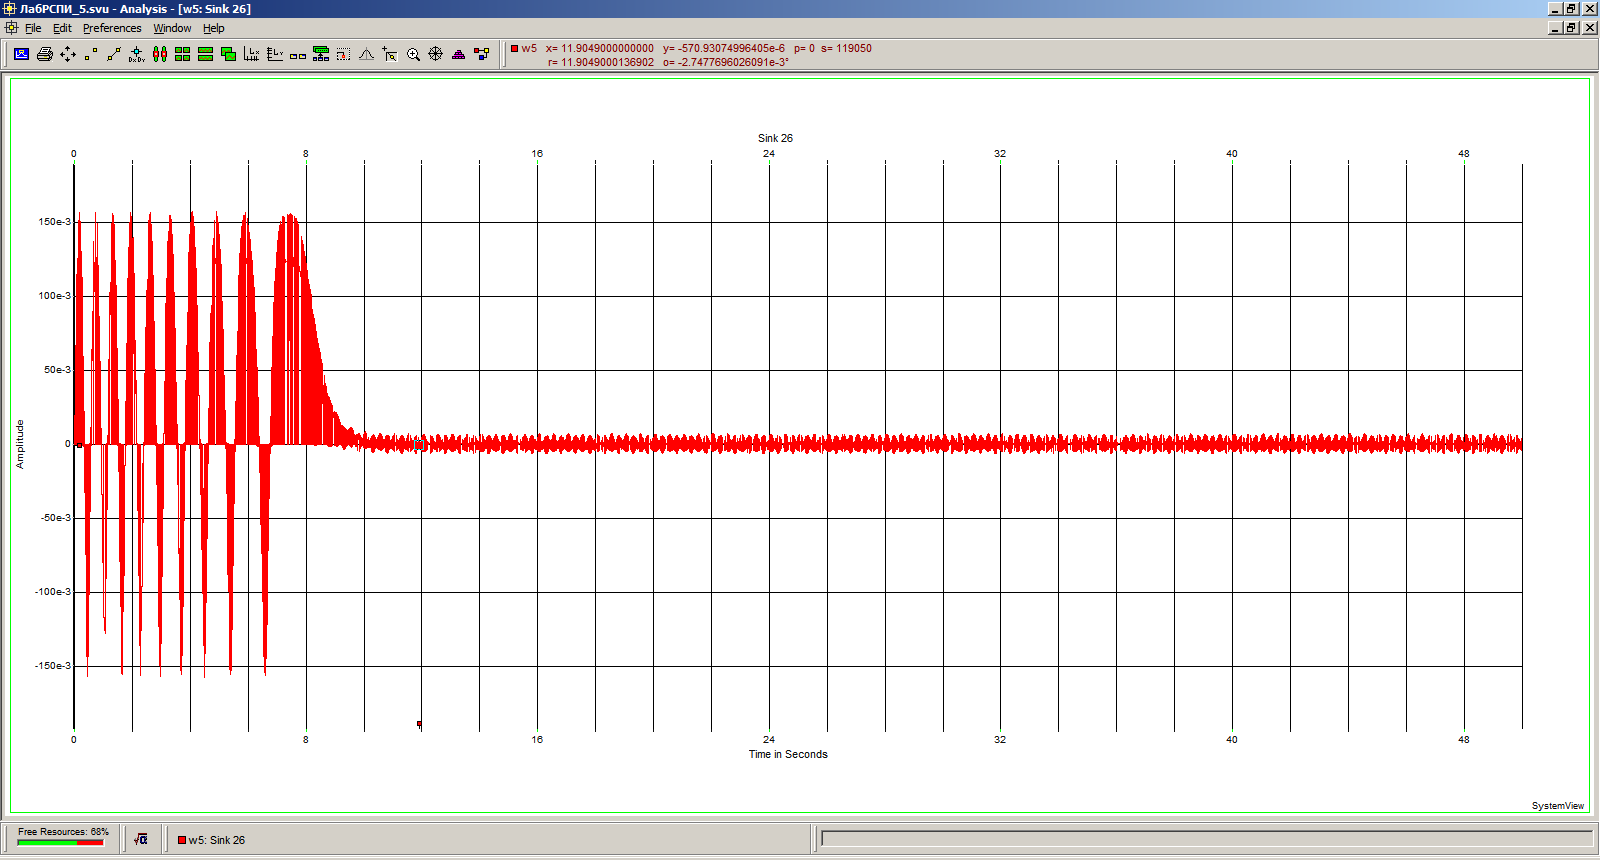 ЛабРСПИ_5.svu - Analysis - [w5: Sink 26]
File Edit Preferences Window Help
w5 x= 11.9049000000000 y= -570.93074996405e-6 p= 0 s= 119050
r= 11.9049000136902 o= -2.7477696026091e-3°
Sink 26
0 8 16 24 32 40 48
150e-3
100e-3
50e-3
0
-50e-3
-100e-3
-150e-3
Amplitude
0 8 16 24 32 40 48
Time in Seconds
SystemView
Free Resources: 68%
w5: Sink 26